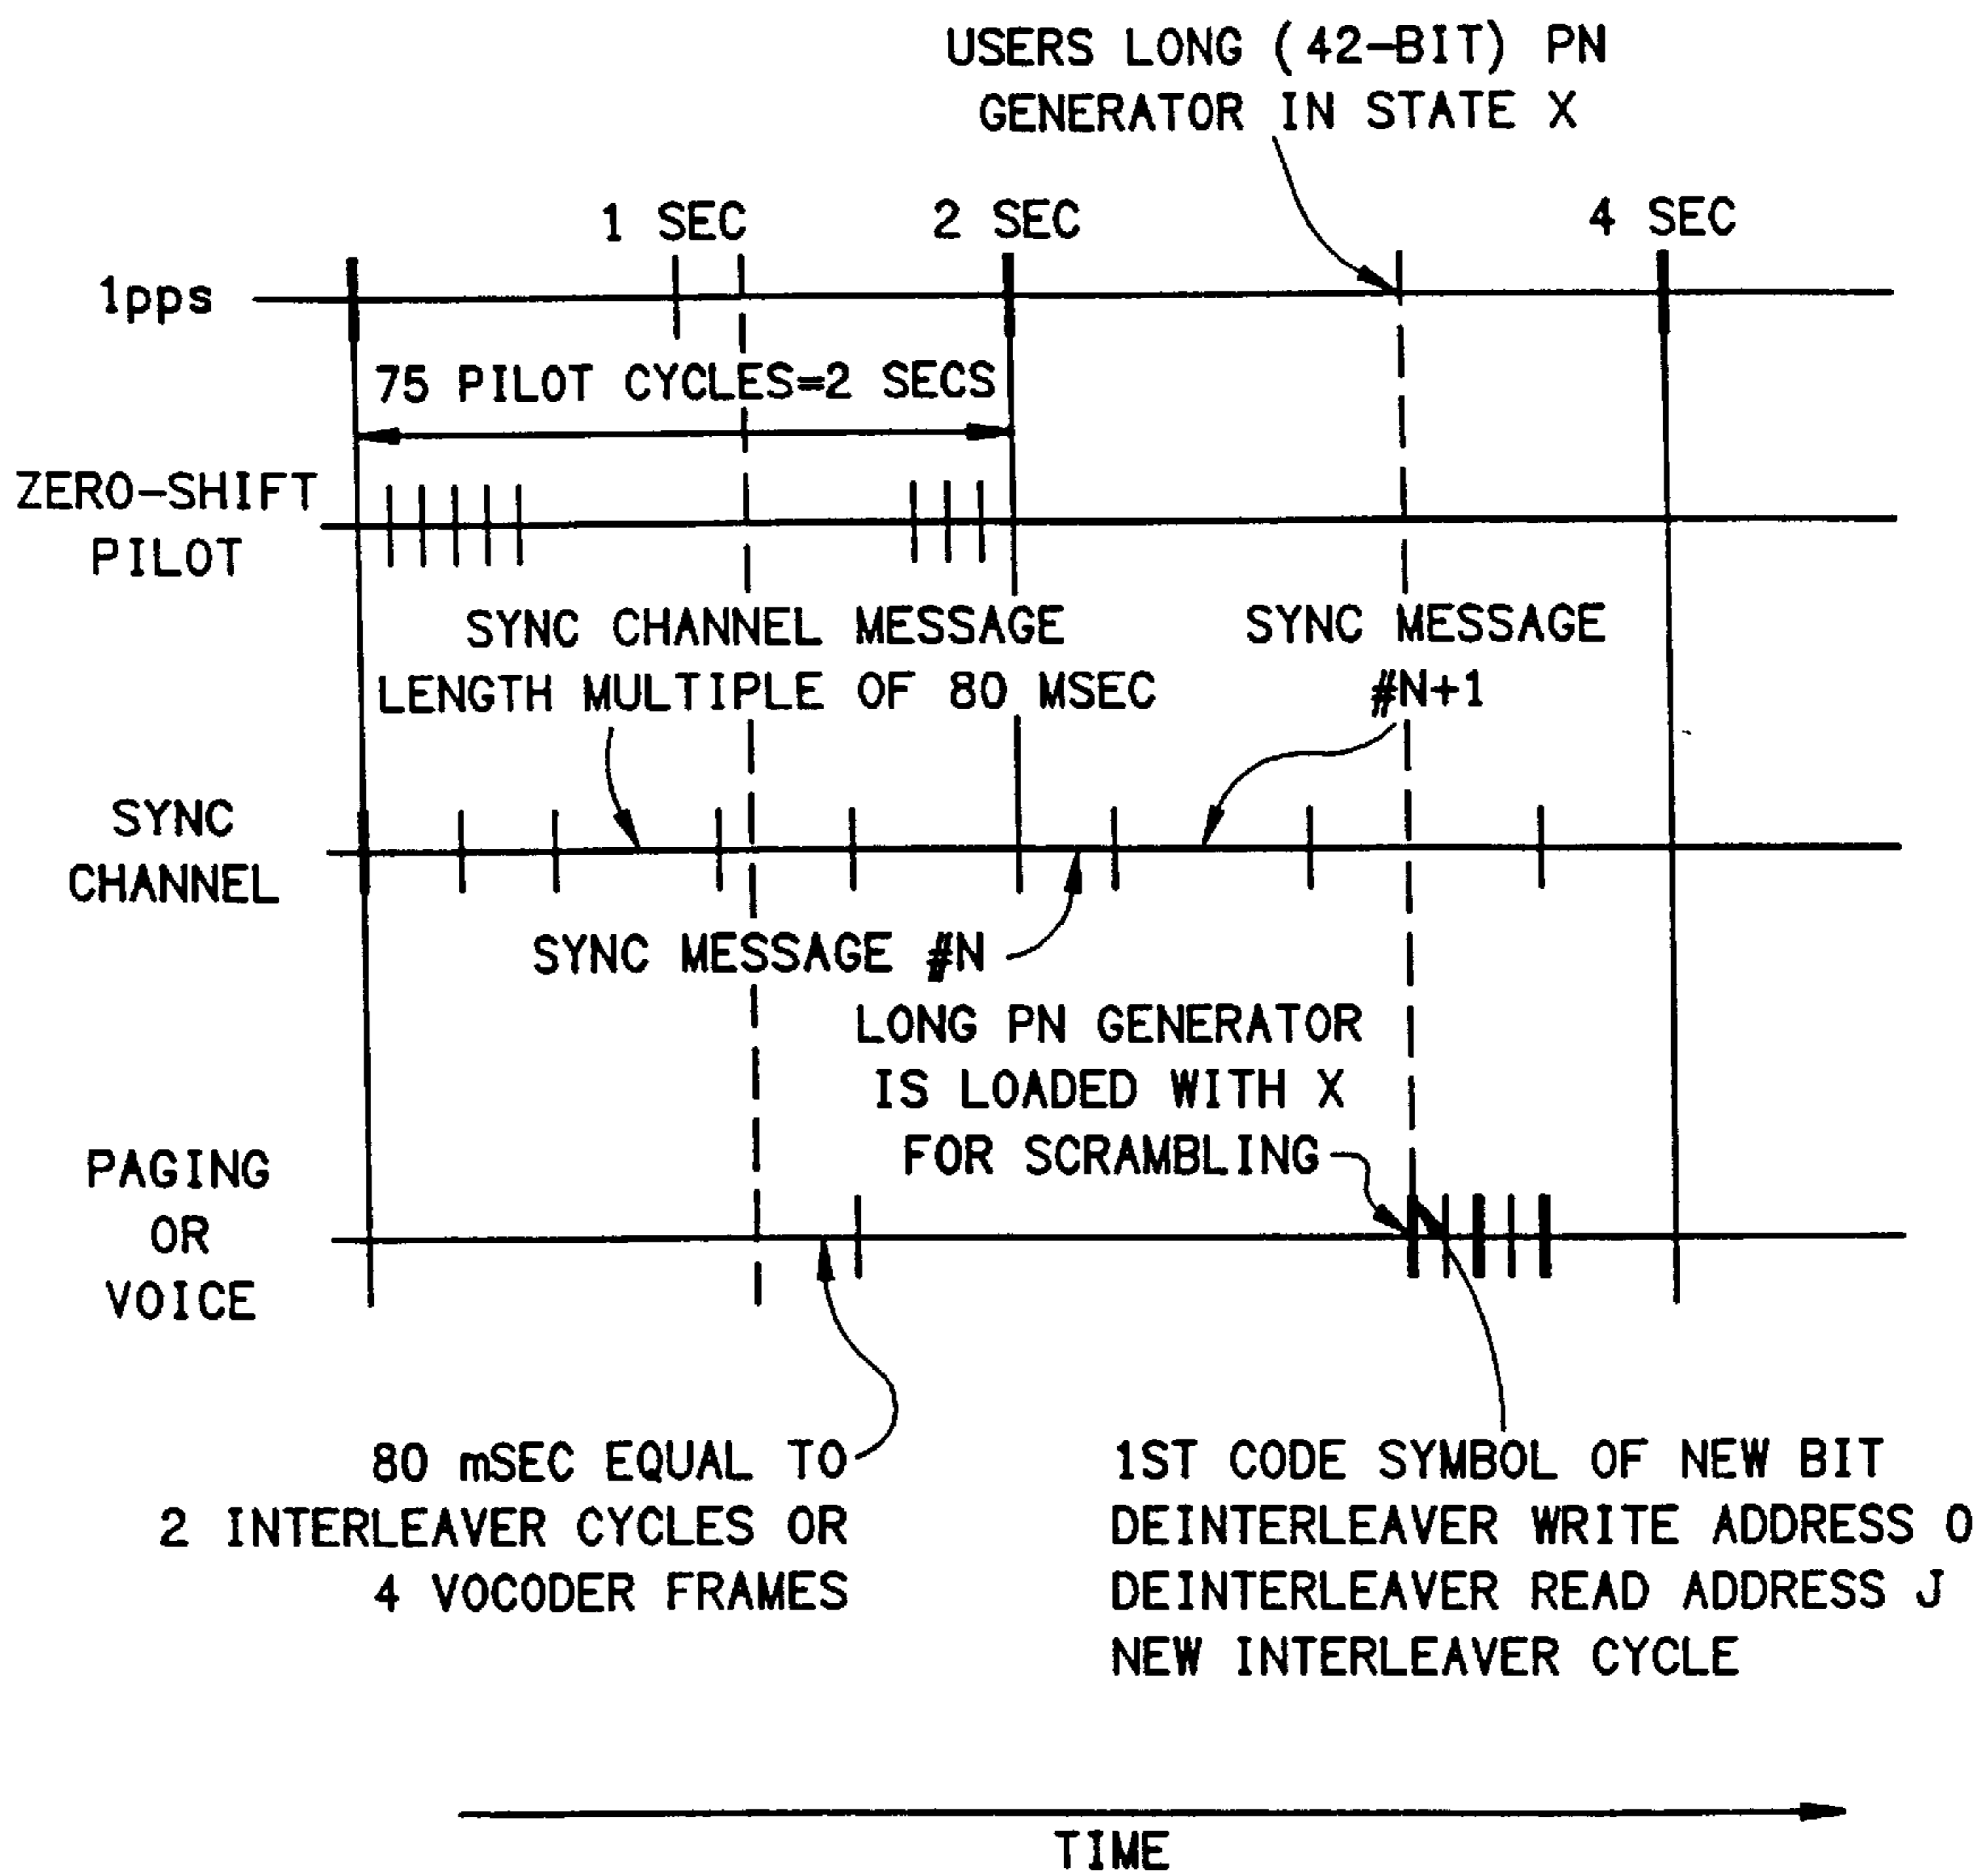 USERS LONG (42-BIT) PN
GENERATOR IN STATE X
1 SEC
2 SEC
4 SEC
1pps
75 PILOT CYCLES=2 SECS
ZERO-SHIFT
PILOT
SYNC CHANNEL MESSAGE
LENGTH MULTIPLE OF 80 MSEC
SYNC MESSAGE
#N+1
SYNC
CHANNEL
SYNC MESSAGE #N
LONG PN GENERATOR
IS LOADED WITH X
FOR SCRAMBLING
PAGING
OR
VOICE
80 mSEC EQUAL TO
2 INTERLEAVER CYCLES OR
4 VOCODER FRAMES
1ST CODE SYMBOL OF NEW BIT
DEINTERLEAVER WRITE ADDRESS 0
DEINTERLEAVER READ ADDRESS J
NEW INTERLEAVER CYCLE
TIME